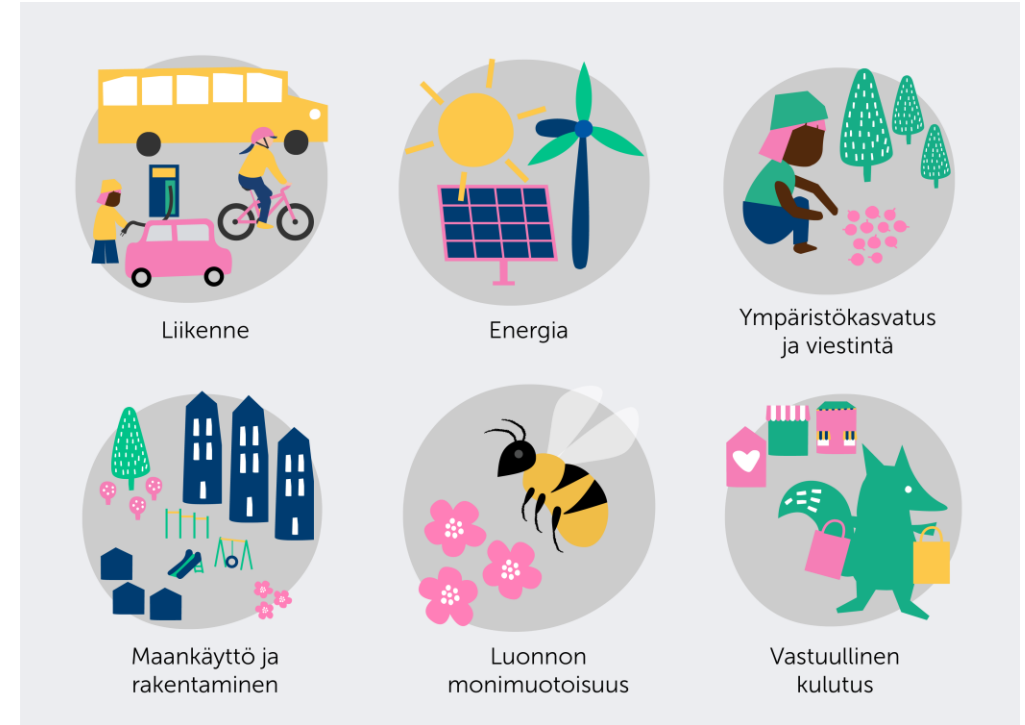 Liikenne
Energia
Ympäristökasvatus
ja viestintä
Maankäyttö ja
rakentaminen
Luonnon
monimuotoisuus
Vastuullinen
kulutus